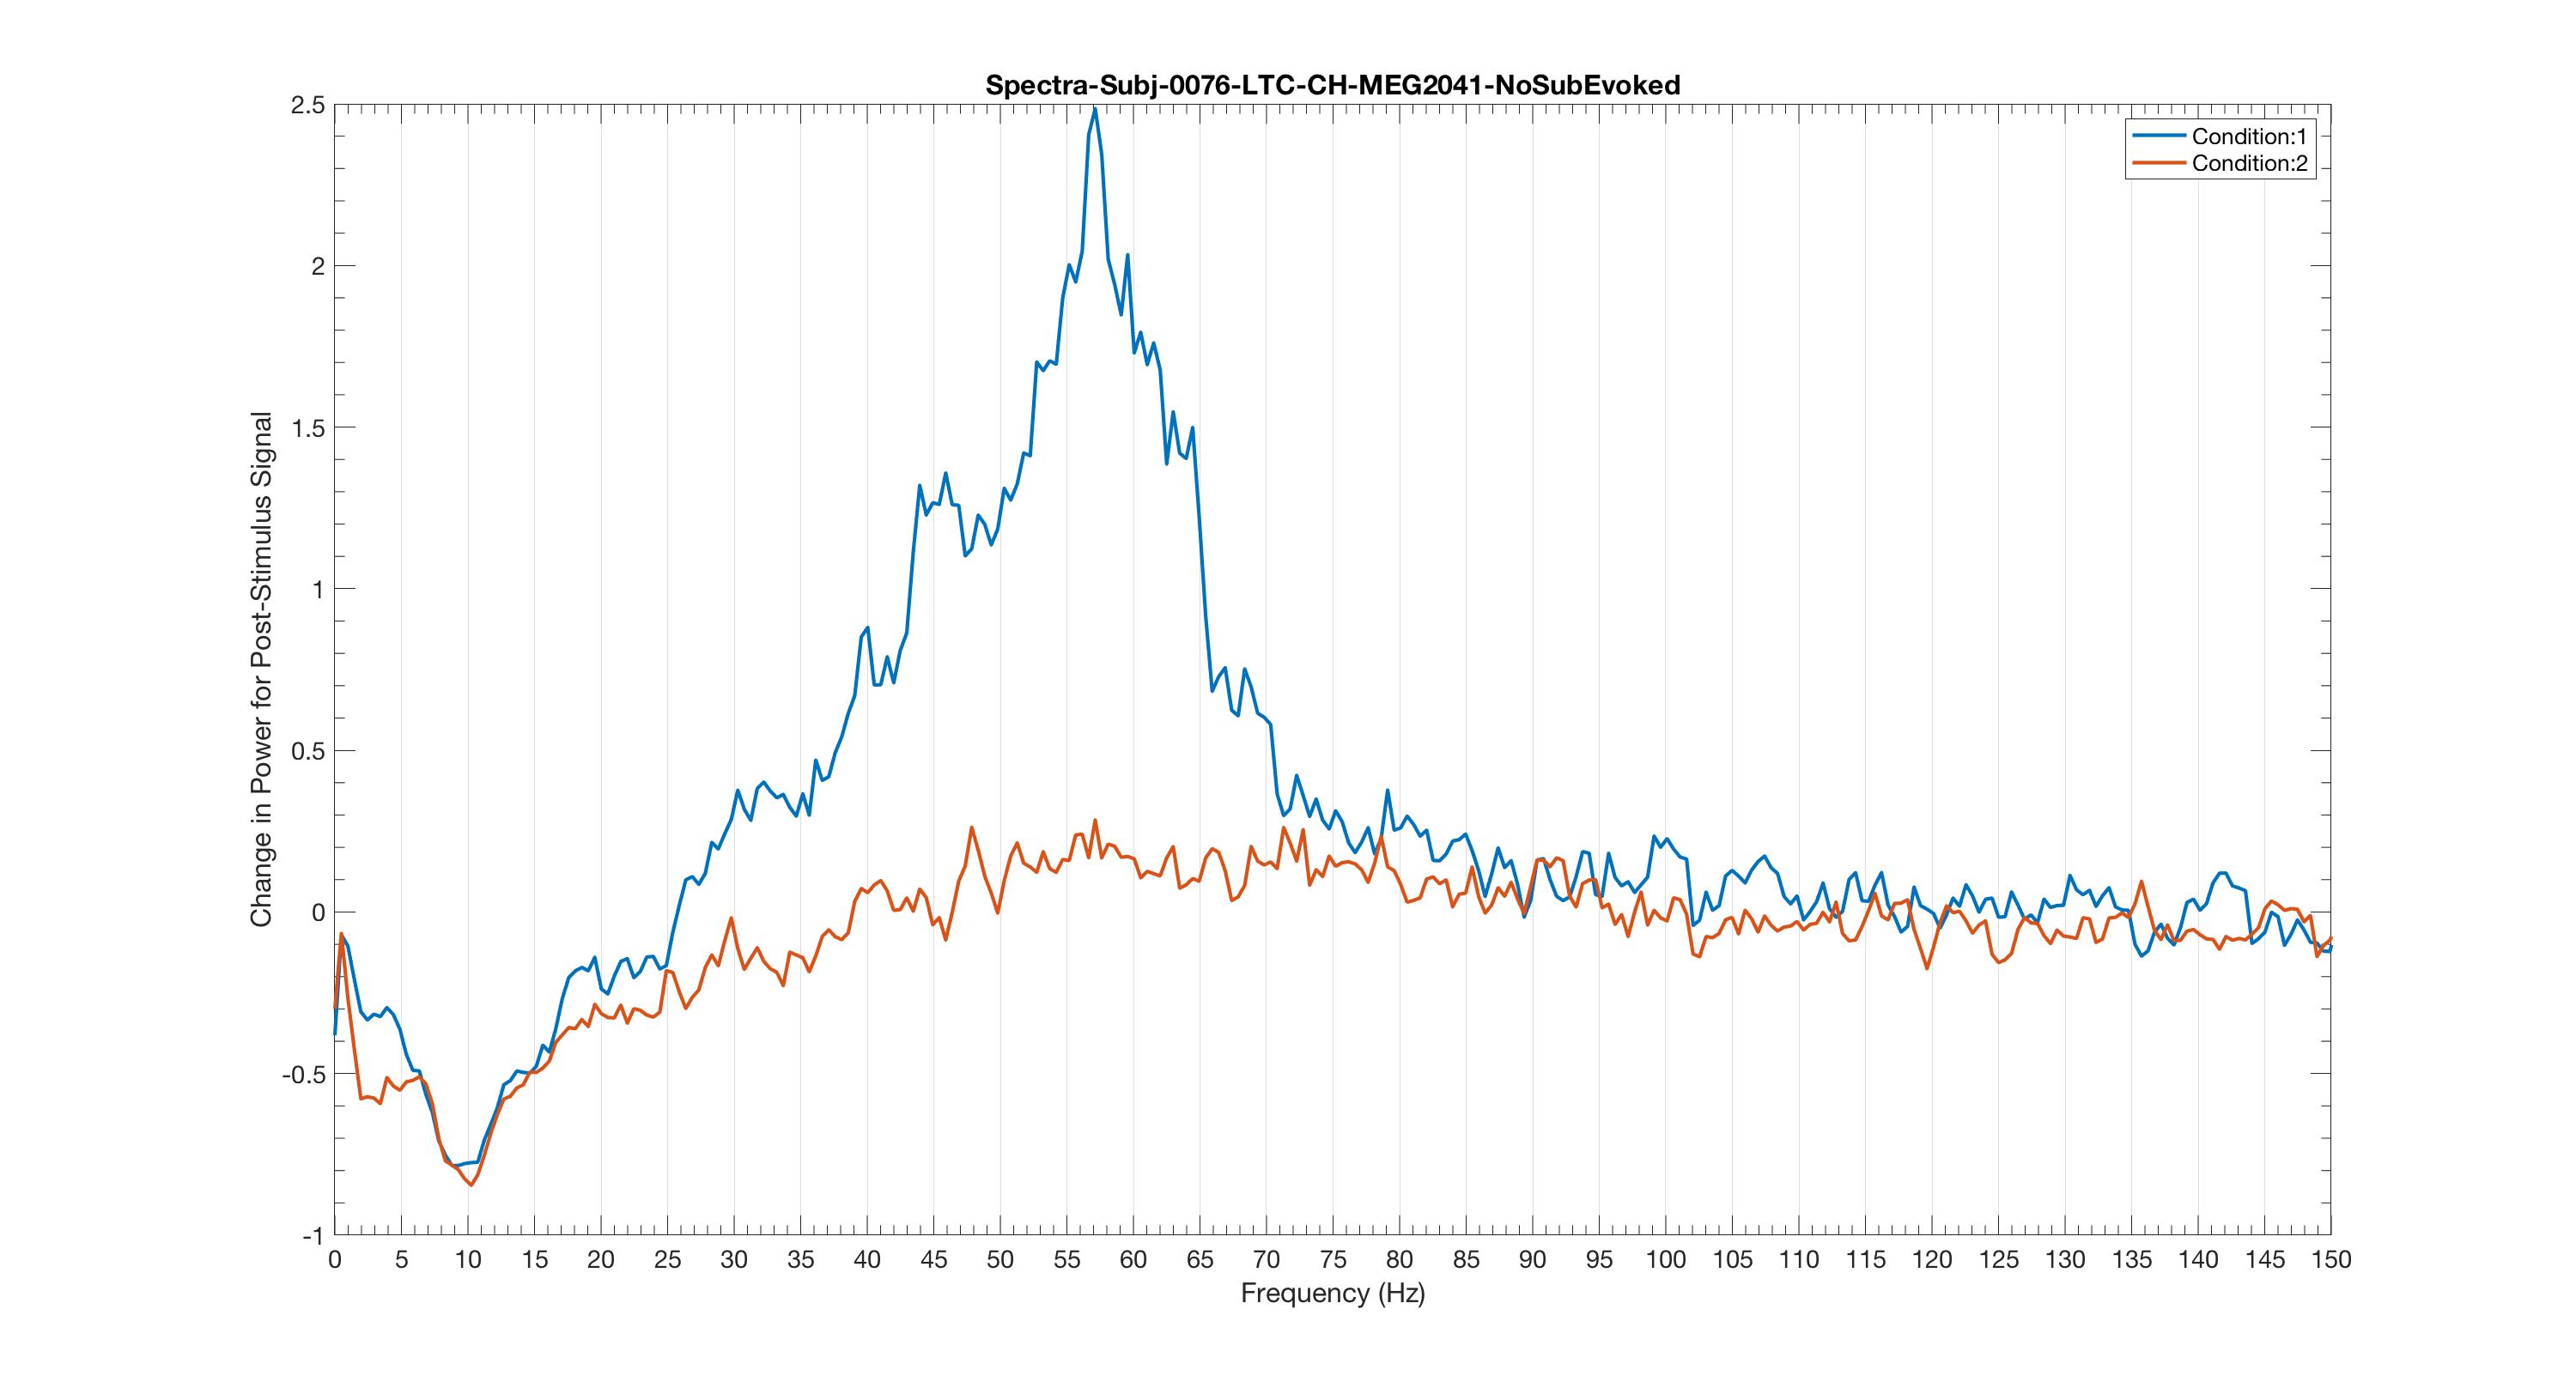 Spectra-Subj-0076-LTC-CH-MEG2041-NoSubEvoked
Condition:1
Condition:2
Change in Power for Post-Stimulus Signal
2.5
2
1.5
1
0.5
0
-0.5
-1
0 5 10 15 20 25 30 35 40 45 50 55 60 65 70 75 80 85 90 95 100 105 110 115 120 125 130 135 140 145 150
Frequency (Hz)